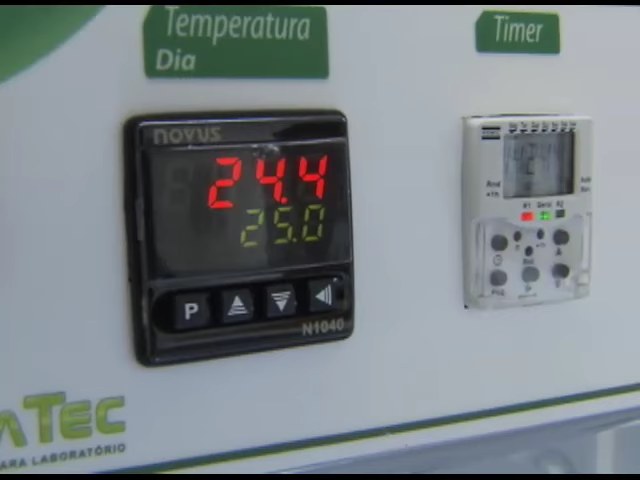 Temperatura
Dia
Timer
novus
24.4
25.0
P
N1040
ATEC
ARA LABORATÓRIO